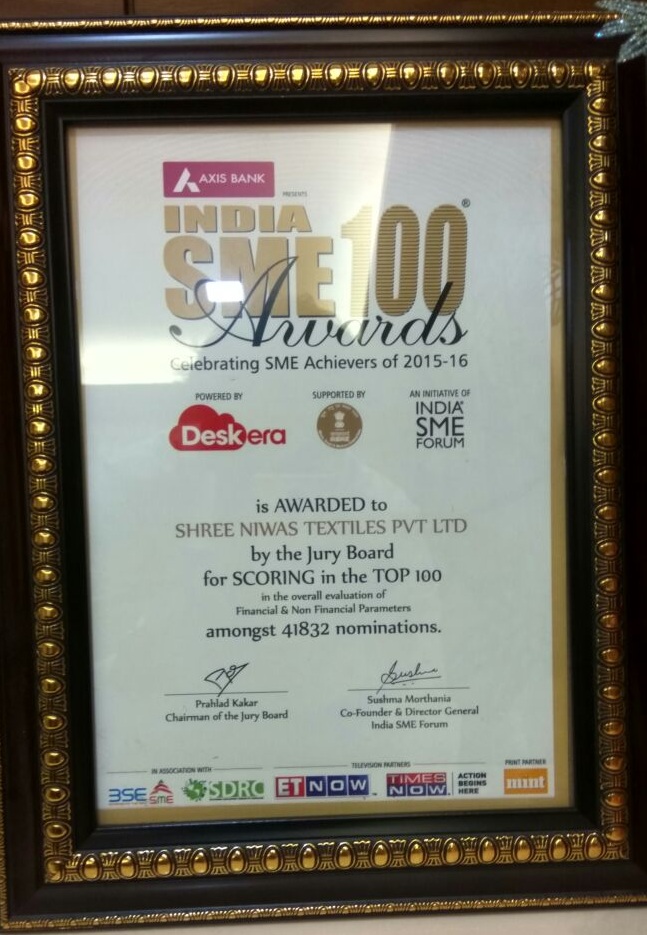 AXIS BANK
PRESENTS
INDIA
SME 100®
Awards
Celebrating SME Achievers of 2015-16
POWERED BY
Deskera
SUPPORTED BY
AN INITIATIVE OF
INDIA
SME
FORUM
is AWARDED to
SHREE NIWAS TEXTILES PVT LTD
by the Jury Board
for SCORING in the TOP 100
in the overall evaluation of
Financial & Non Financial Parameters
amongst 41832 nominations.
Prahlad Kakar
Chairman of the Jury Board
Sushma
Sushma Morthania
Co-Founder & Director General
India SME Forum
IN ASSOCIATION WITH
BSE SME
SDRC
TELEVISION PARTNERS
ET NOW
TIMES
NOW
ACTION
BEGINS
HERE
PRINT PARTNER
mint